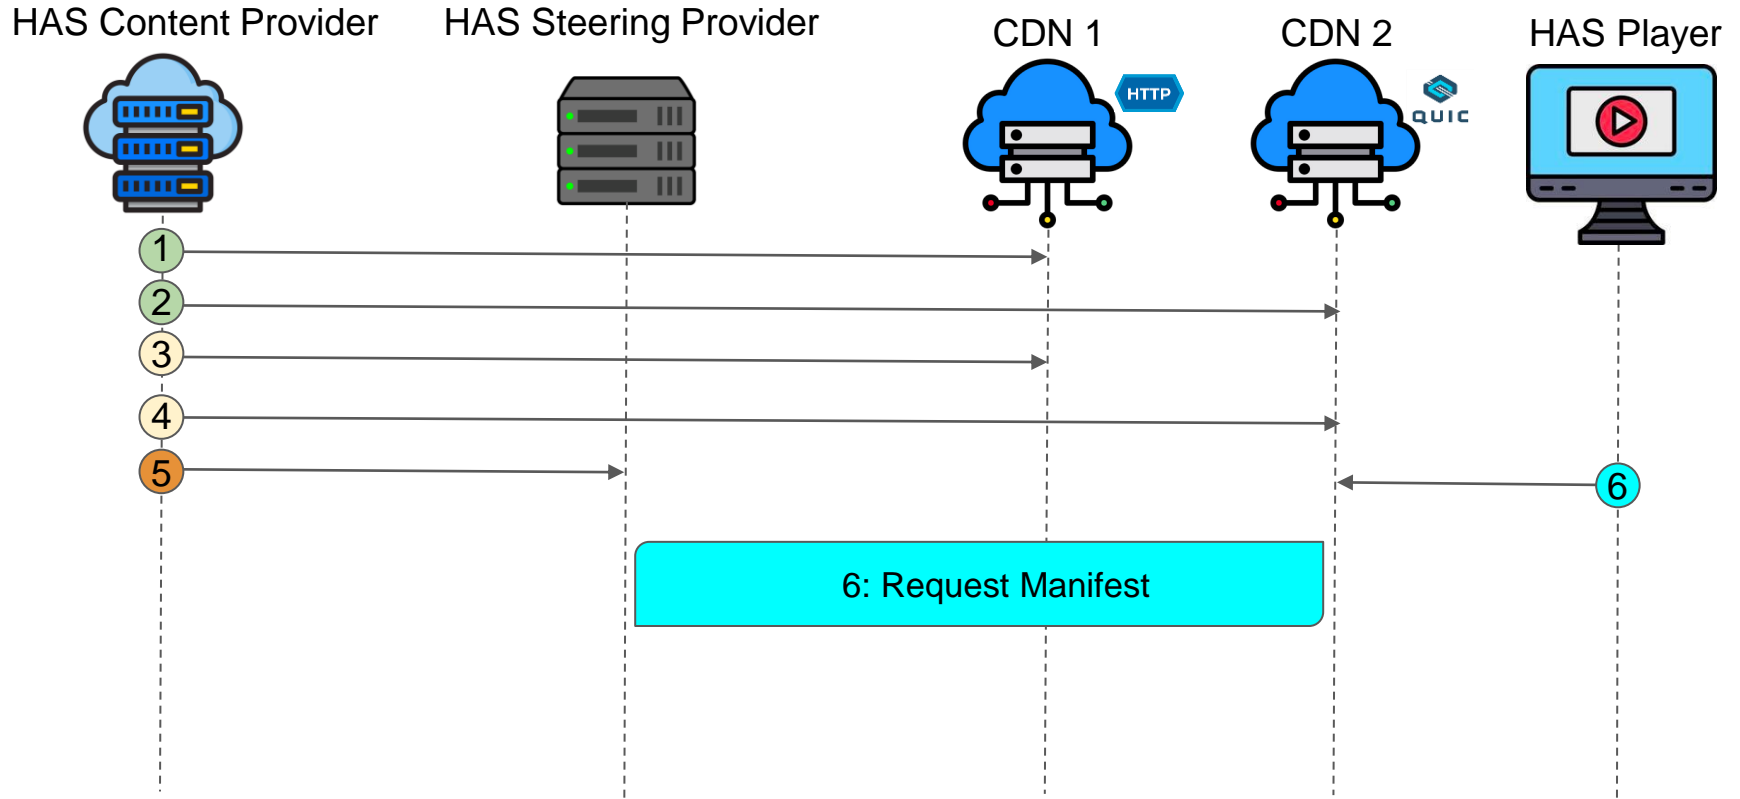 HAS Content Provider
HAS Steering Provider
CDN 1
CDN 2
HAS Player
HTTP
QUIC
1
2
3
4
5
6
6: Request Manifest